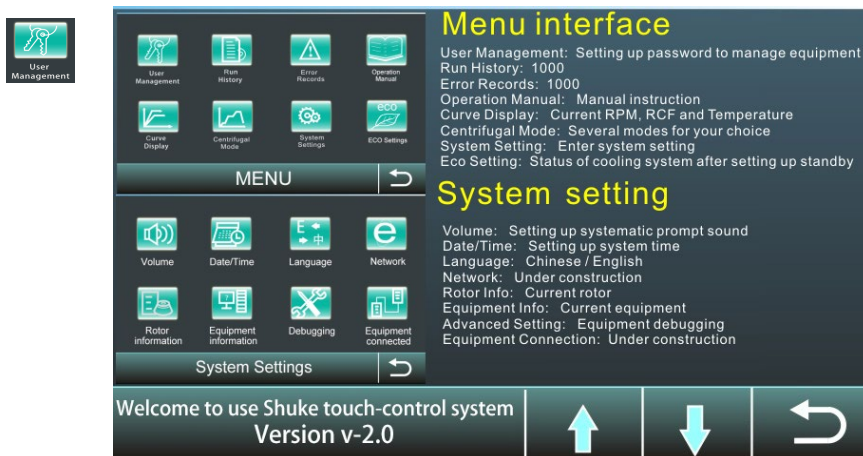 User
Management
User
Management
Run
History
Error
Records
Operation
Manual
Curve
Display
Centrifugal
Mode
System
Settings
eco
ECO Settings
MENU
Menu interface
User Management: Setting up password to manage equipment
Run History: 1000
Error Records: 1000
Operation Manual: Manual instruction
Curve Display: Current RPM, RCF and Temperature
Centrifugal Mode: Several modes for your choice
System Setting: Enter system setting
Eco Setting: Status of cooling system after setting up standby
E
中
e
Volume
Date/Time
Language
Network
Rotor
information
Equipment
information
Debugging
Equipment
connected
System Settings
System setting
Volume: Setting up systematic prompt sound
Date/Time: Setting up system time
Language: Chinese / English
Network: Under construction
Rotor Info: Current rotor
Equipment Info: Current equipment
Advanced Setting: Equipment debugging
Equipment Connection: Under construction
Welcome to use Shuke touch-control system
Version v-2.0